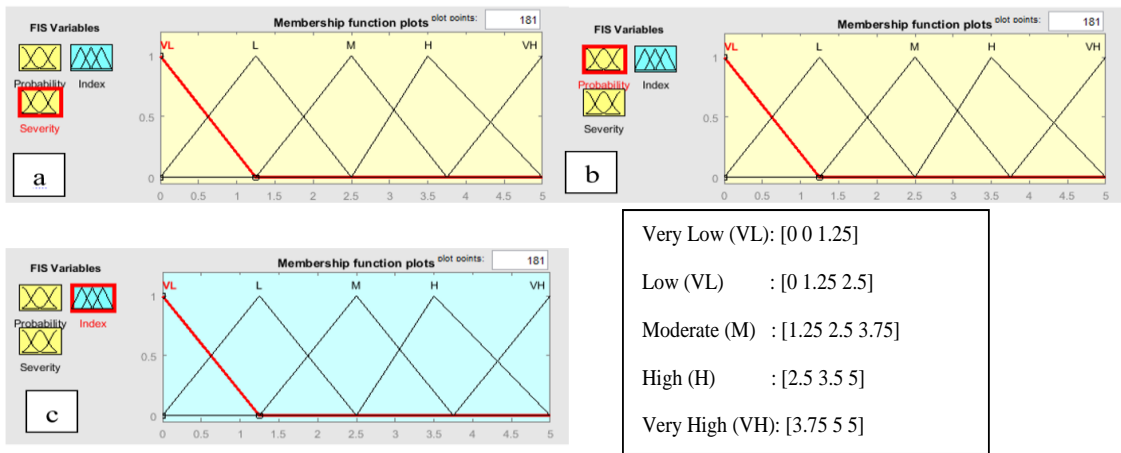 FIS Variables
Membership function plots plot points: 181
VL L M H VH
Probability Index
Severity
1
0.5
0
0 0.5 1 1.5 2 2.5 3 3.5 4 4.5 5
a
FIS Variables
Membership function plots plot points: 181
VL L M H VH
Probability Index
Severity
1
0.5
0
0 0.5 1 1.5 2 2.5 3 3.5 4 4.5 5
b
FIS Variables
Membership function plots plot points: 181
VL L M H VH
Probability Index
Severity
1
0.5
0
0 0.5 1 1.5 2 2.5 3 3.5 4 4.5 5
c
Very Low (VL): [0 0 1.25]
Low (VL) : [0 1.25 2.5]
Moderate (M) : [1.25 2.5 3.75]
High (H) : [2.5 3.5 5]
Very High (VH): [3.75 5 5]